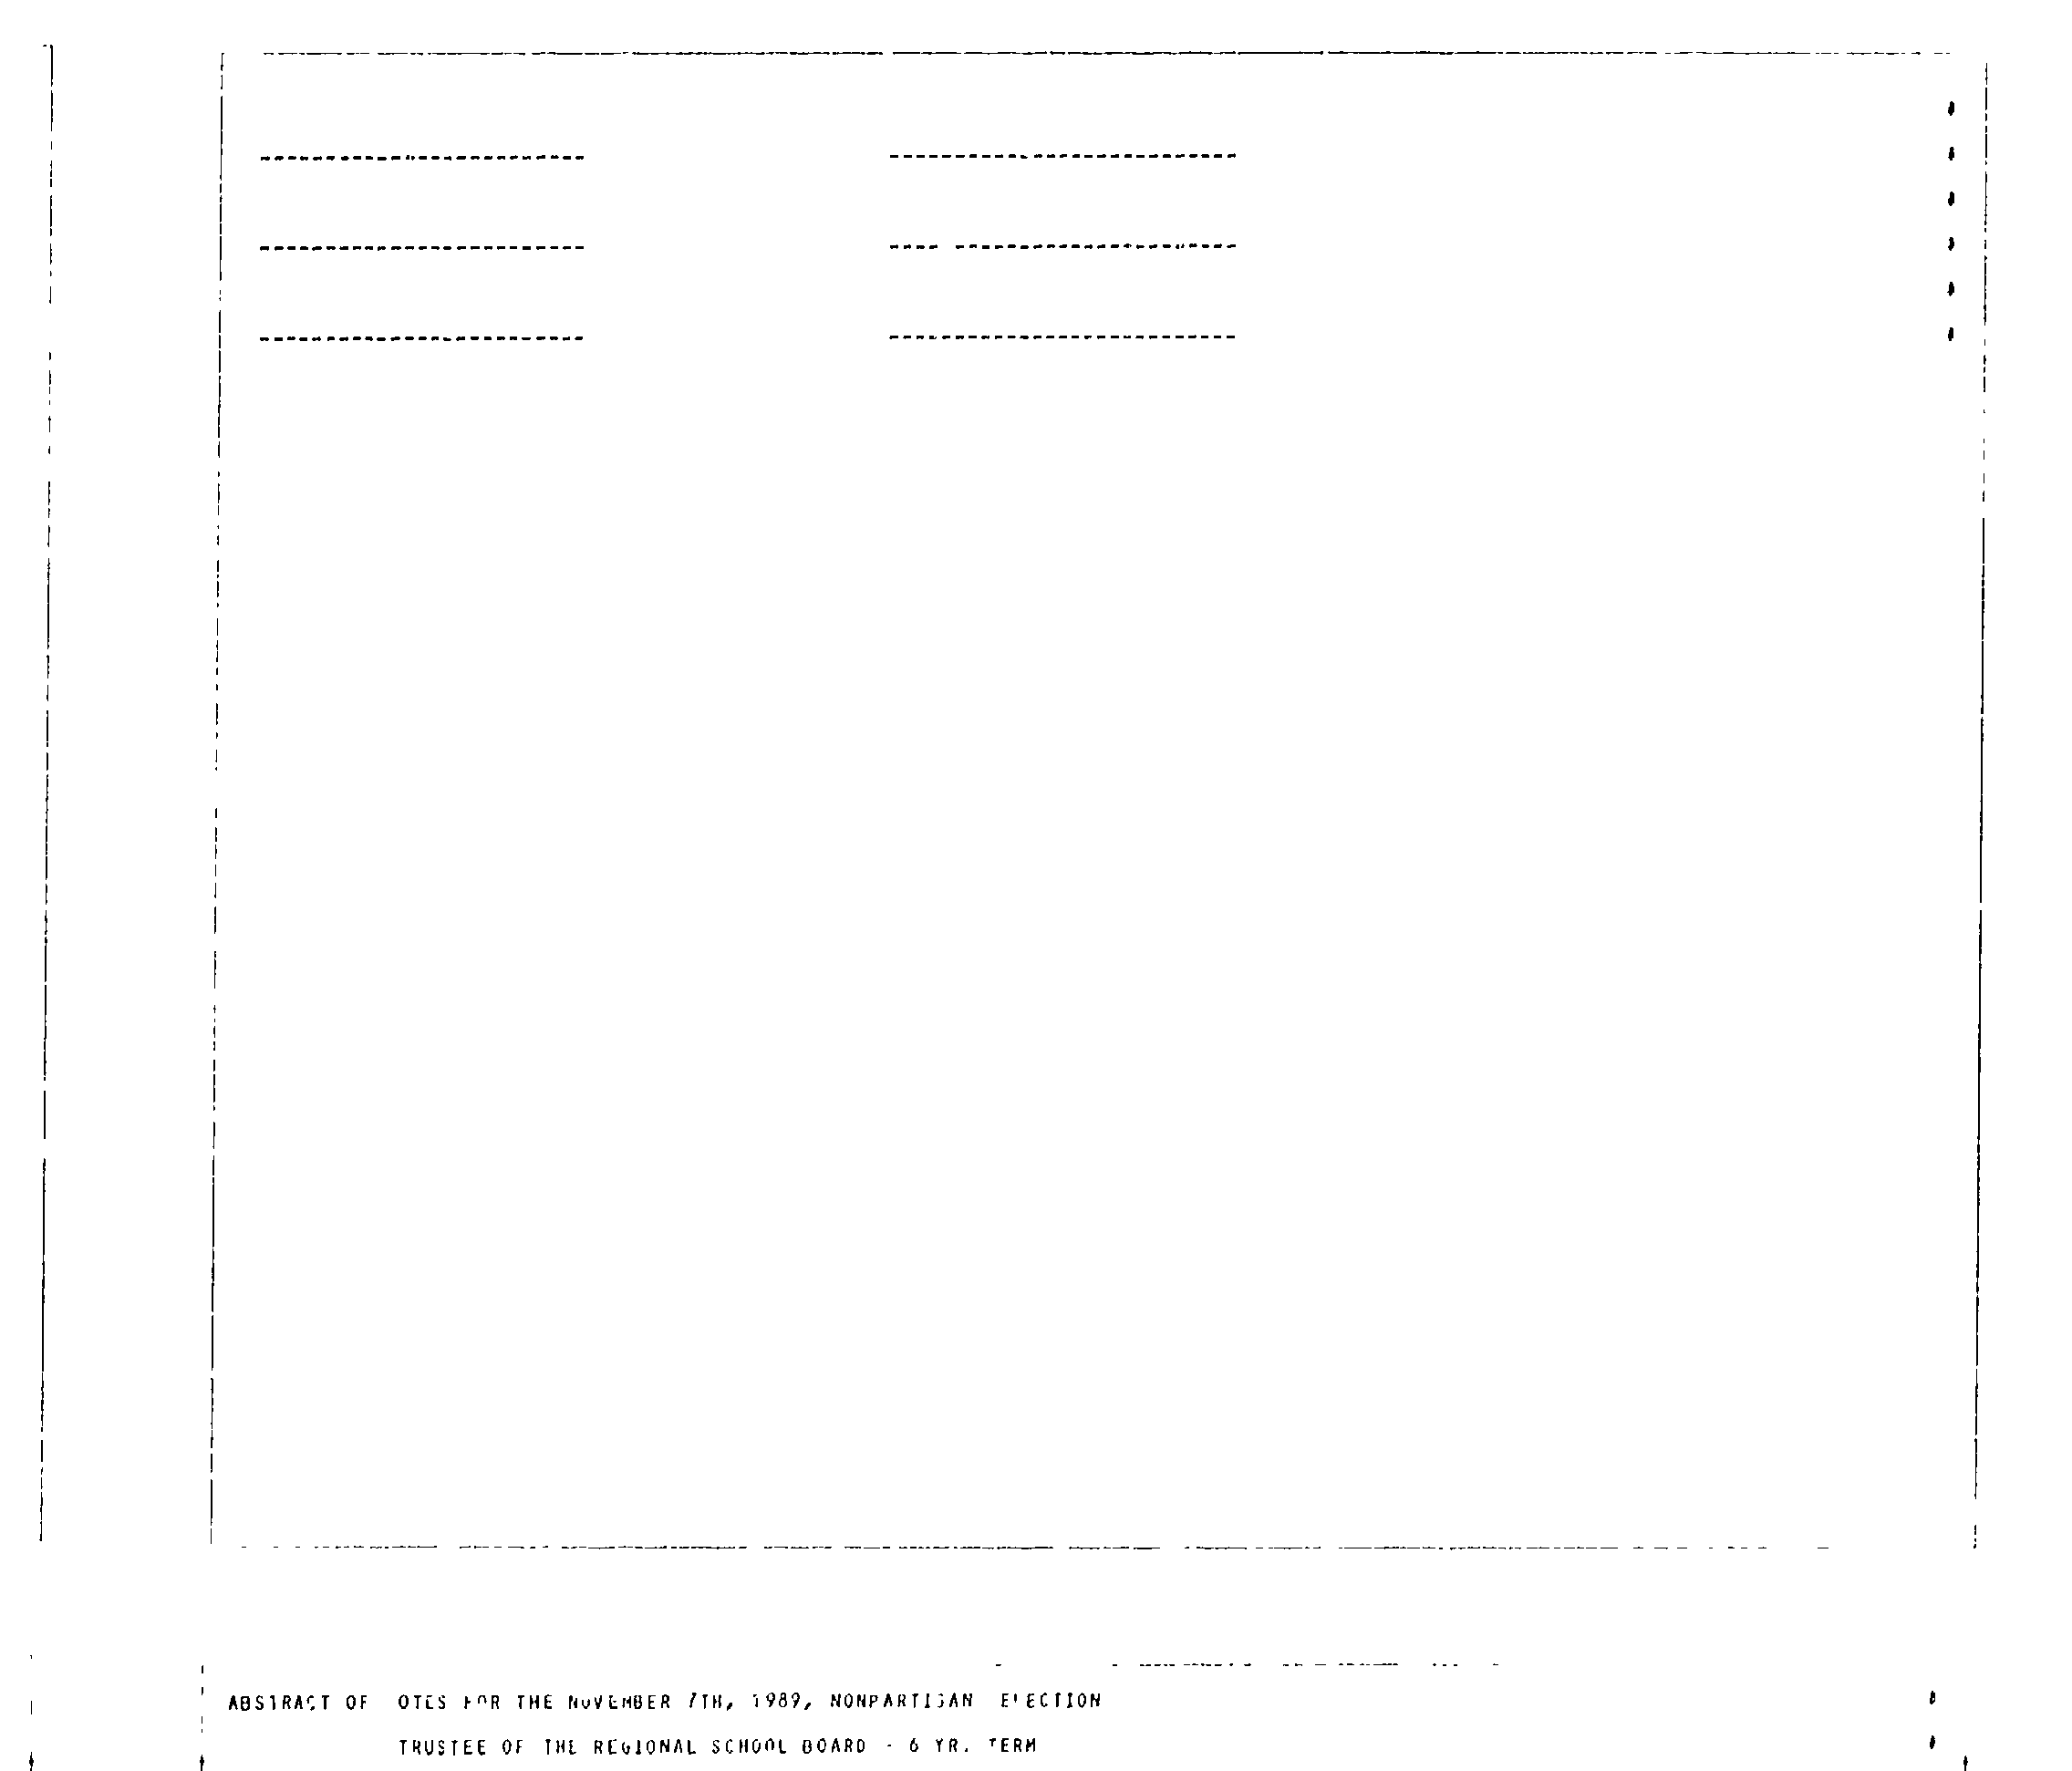 ABSTRACT OF OTES FOR THE NOVEMBER 7TH, 1989, NONPARTISAN ELECTION
TRUSTEE OF THE REGIONAL SCHOOL BOARD - 6 YR. TERM